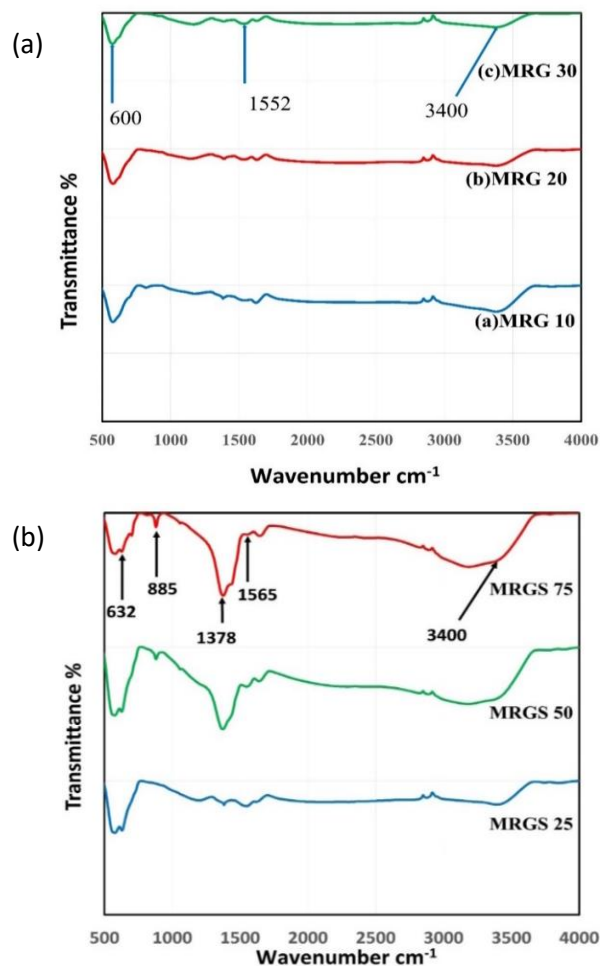 (a)
Transmittance %
600
1552
3400
(c)MRG 30
(b)MRG 20
(a)MRG 10
500 1000 1500 2000 2500 3000 3500 4000
Wavenumber cm⁻¹
(b)
Transmittance %
632
885
1378
1565
3400
MRGS 75
MRGS 50
MRGS 25
500 1000 1500 2000 2500 3000 3500 4000
Wavenumber cm⁻¹